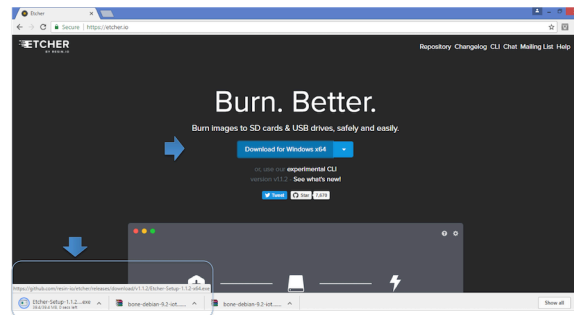 Etcher
Secure | https://etcher.io
ETCHER
BY RESIN.IO
Repository Changelog CLI Chat Mailing List Help
Burn. Better.
Burn images to SD cards & USB drives, safely and easily.
Download for Windows x64
or, use our experimental CLI
version v1.1.2 - See what's new!
Tweet
Star 7,679
https://github.com/resin-io/etcher/releases/download/v1.1.2/Etcher-Setup-1.1.2-x64.exe
Etcher-Setup-1.1.2....exe
bone-debian-9.2-iot....
bone-debian-9.2-iot....
Show all